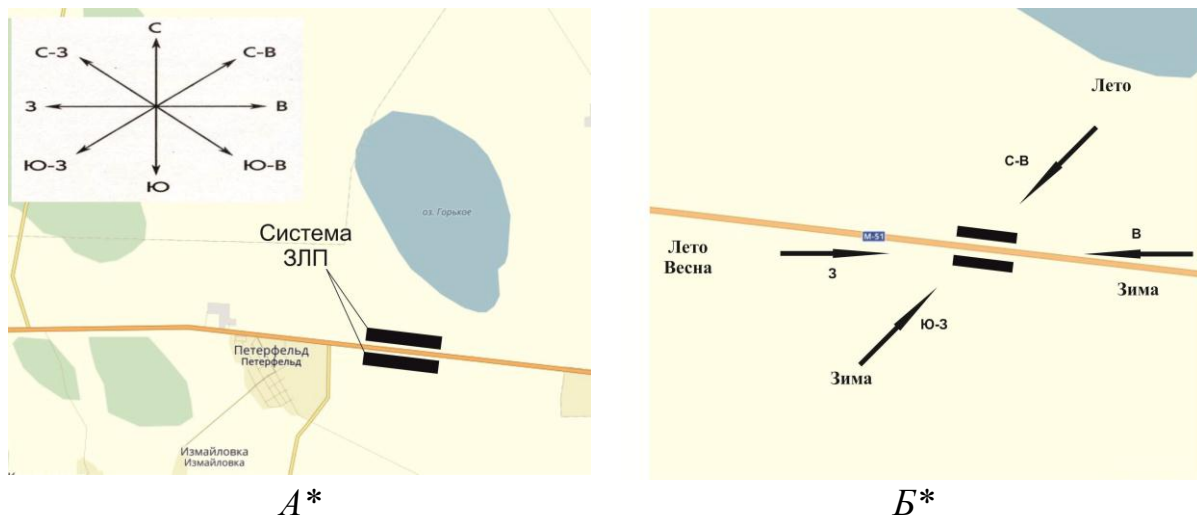 С
С-З
С-В
З
В
Ю-З
Ю-В
Ю
оз. Горькое
Система
ЗЛП
Петерфельд
Петерфельд
Измайловка
Измайловка
А*
Лето
С-В
М-51
Лето
Весна
З
В
Зима
Ю-З
Зима
Б*